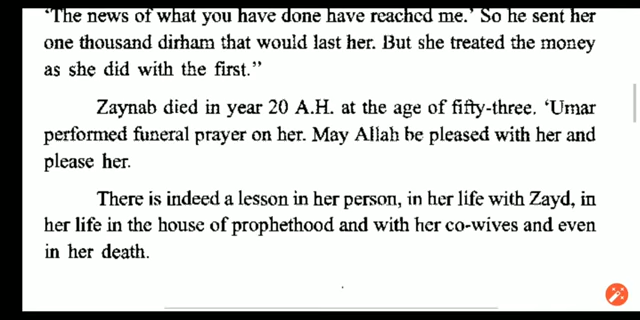 'The news of what you have done have reached me.' So he sent her
one thousand dirham that would last her. But she treated the money
as she did with the first."
Zaynab died in year 20 A.H. at the age of fifty-three. 'Umar
performed funeral prayer on her. May Allah be pleased with her and
please her.
There is indeed a lesson in her person, in her life with Zayd, in
her life in the house of prophethood and with her co-wives and even
in her death.